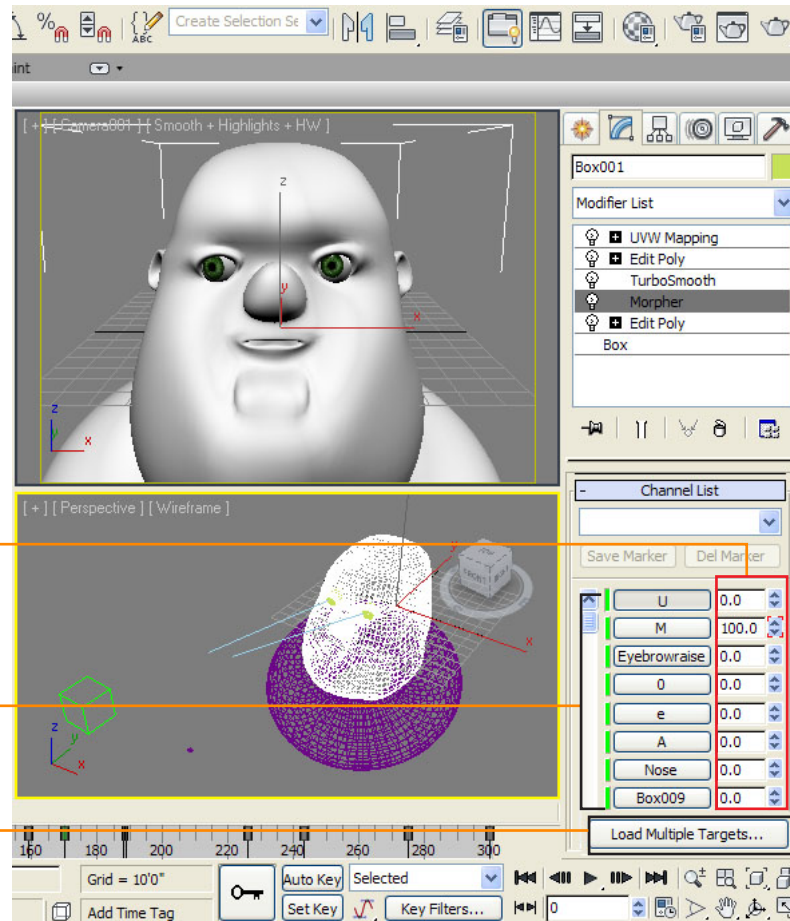 ABC
Create Selection Se
int
[ + ] [ Camera001 ] [ Smooth + Highlights + HW ]
z
y
x
z
y
x
Box001
Modifier List
UVW Mapping
Edit Poly
TurboSmooth
Morpher
Edit Poly
Box
[ + ] [ Perspective ] [ Wireframe ]
y
FRONT
x
z
y
x
- Channel List
Save Marker
Del Marker
U 0.0
M 100.0
Eyebrowraise 0.0
0 0.0
e 0.0
A 0.0
Nose 0.0
Box009 0.0
Load Multiple Targets...
160 180 200 220 240 260 280 300
Grid = 10'0"
Auto Key
Selected
Add Time Tag
Set Key
Key Filters...
0